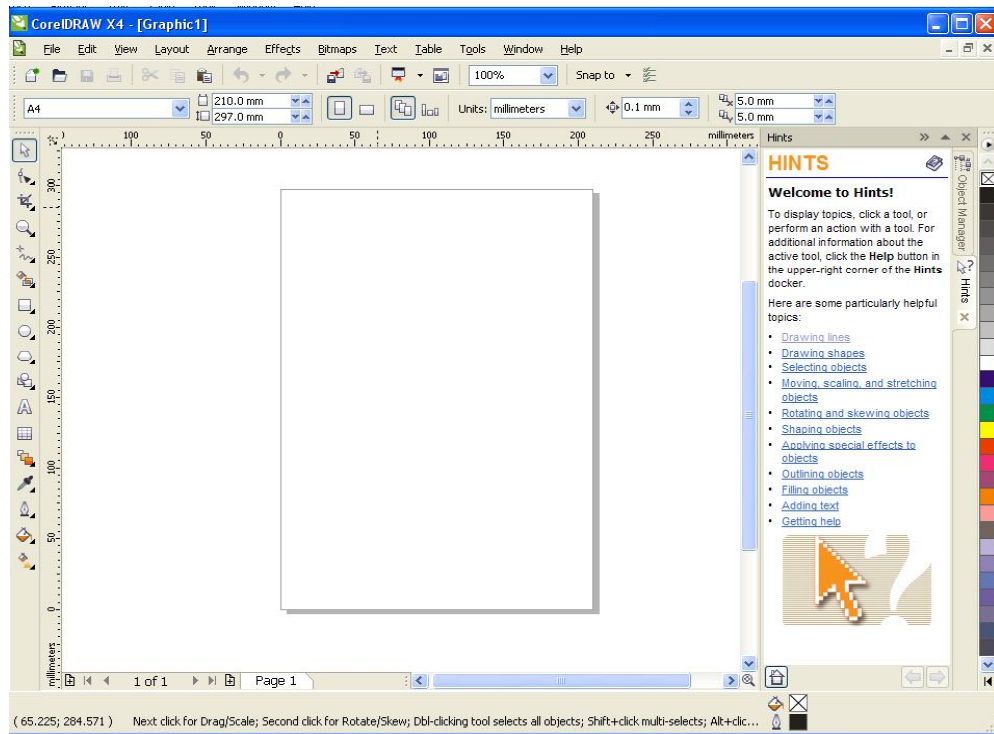 CorelDRAW X4 - [Graphic1]
File Edit View Layout Arrange Effects Bitmaps Text Table Tools Window Help
100% Snap to
A4 210.0 mm 297.0 mm Units: millimeters 0.1 mm 5.0 mm 5.0 mm
100 50 0 50 100 150 200 250 millimeters
300
250
200
150
100
50
0
millimeters
Hints
HINTS
Welcome to Hints!
To display topics, click a tool, or
perform an action with a tool. For
additional information about the
active tool, click the Help button in
the upper-right corner of the Hints
docker.
Here are some particularly helpful
topics:
• Drawing lines
• Drawing shapes
• Selecting objects
• Moving, scaling, and stretching
objects
• Rotating and skewing objects
• Shaping objects
• Applying special effects to
objects
• Outlining objects
• Filling objects
• Adding text
• Getting help
Object Manager
Hints
1 of 1 Page 1
( 65.225; 284.571 ) Next click for Drag/Scale; Second click for Rotate/Skew; Dbl-clicking tool selects all objects; Shift+click multi-selects; Alt+clic...